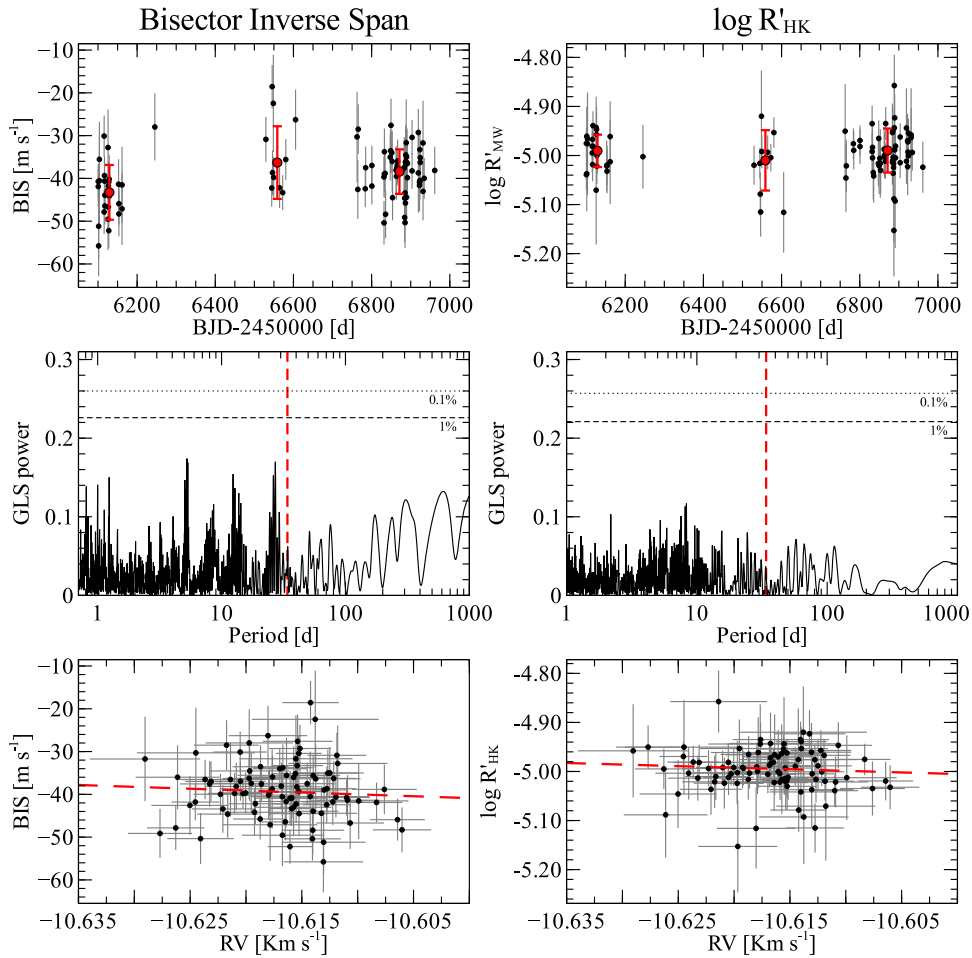 Bisector Inverse Span
log R'HK
−10
−20
−30
−40
−50
−60
BIS [m s-1]
6200 6400 6600 6800 7000
BJD-2450000 [d]
-4.80
-4.90
-5.00
-5.10
-5.20
log R'MW
6200 6400 6600 6800 7000
BJD-2450000 [d]
0.3
0.2
0.1
0
GLS power
0.1%
1%
1 10 100 1000
Period [d]
0.3
0.2
0.1
0
GLS power
0.1%
1%
1 10 100 1000
Period [d]
−10
−20
−30
−40
−50
−60
BIS [m s-1]
−10.635 −10.625 −10.615 −10.605
RV [Km s-1]
-4.80
-4.90
-5.00
-5.10
-5.20
log R'HK
−10.635 −10.625 −10.615 −10.605
RV [Km s-1]